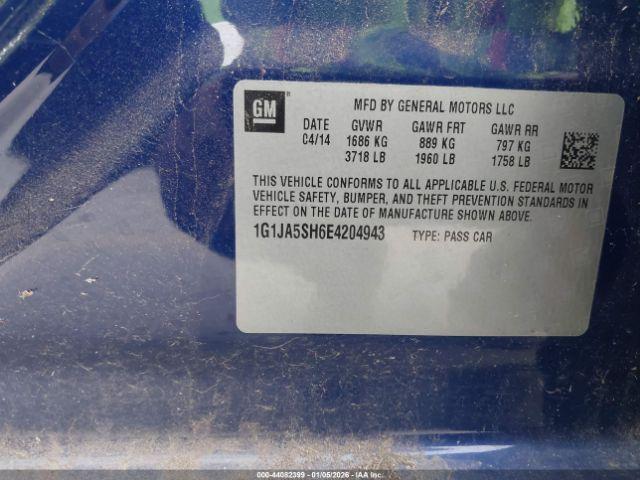 GM
MFD BY GENERAL MOTORS LLC
DATE GVWR GAWR FRT GAWR RR
04/14 1686 KG 889 KG 797 KG
3718 LB 1960 LB 1758 LB
THIS VEHICLE CONFORMS TO ALL APPLICABLE U.S. FEDERAL MOTOR
VEHICLE SAFETY, BUMPER, AND THEFT PREVENTION STANDARDS IN
EFFECT ON THE DATE OF MANUFACTURE SHOWN ABOVE.
1G1JA5SH6E4204943 TYPE: PASS CAR
000-44082399 - 01/05/2026 - IAA Inc.